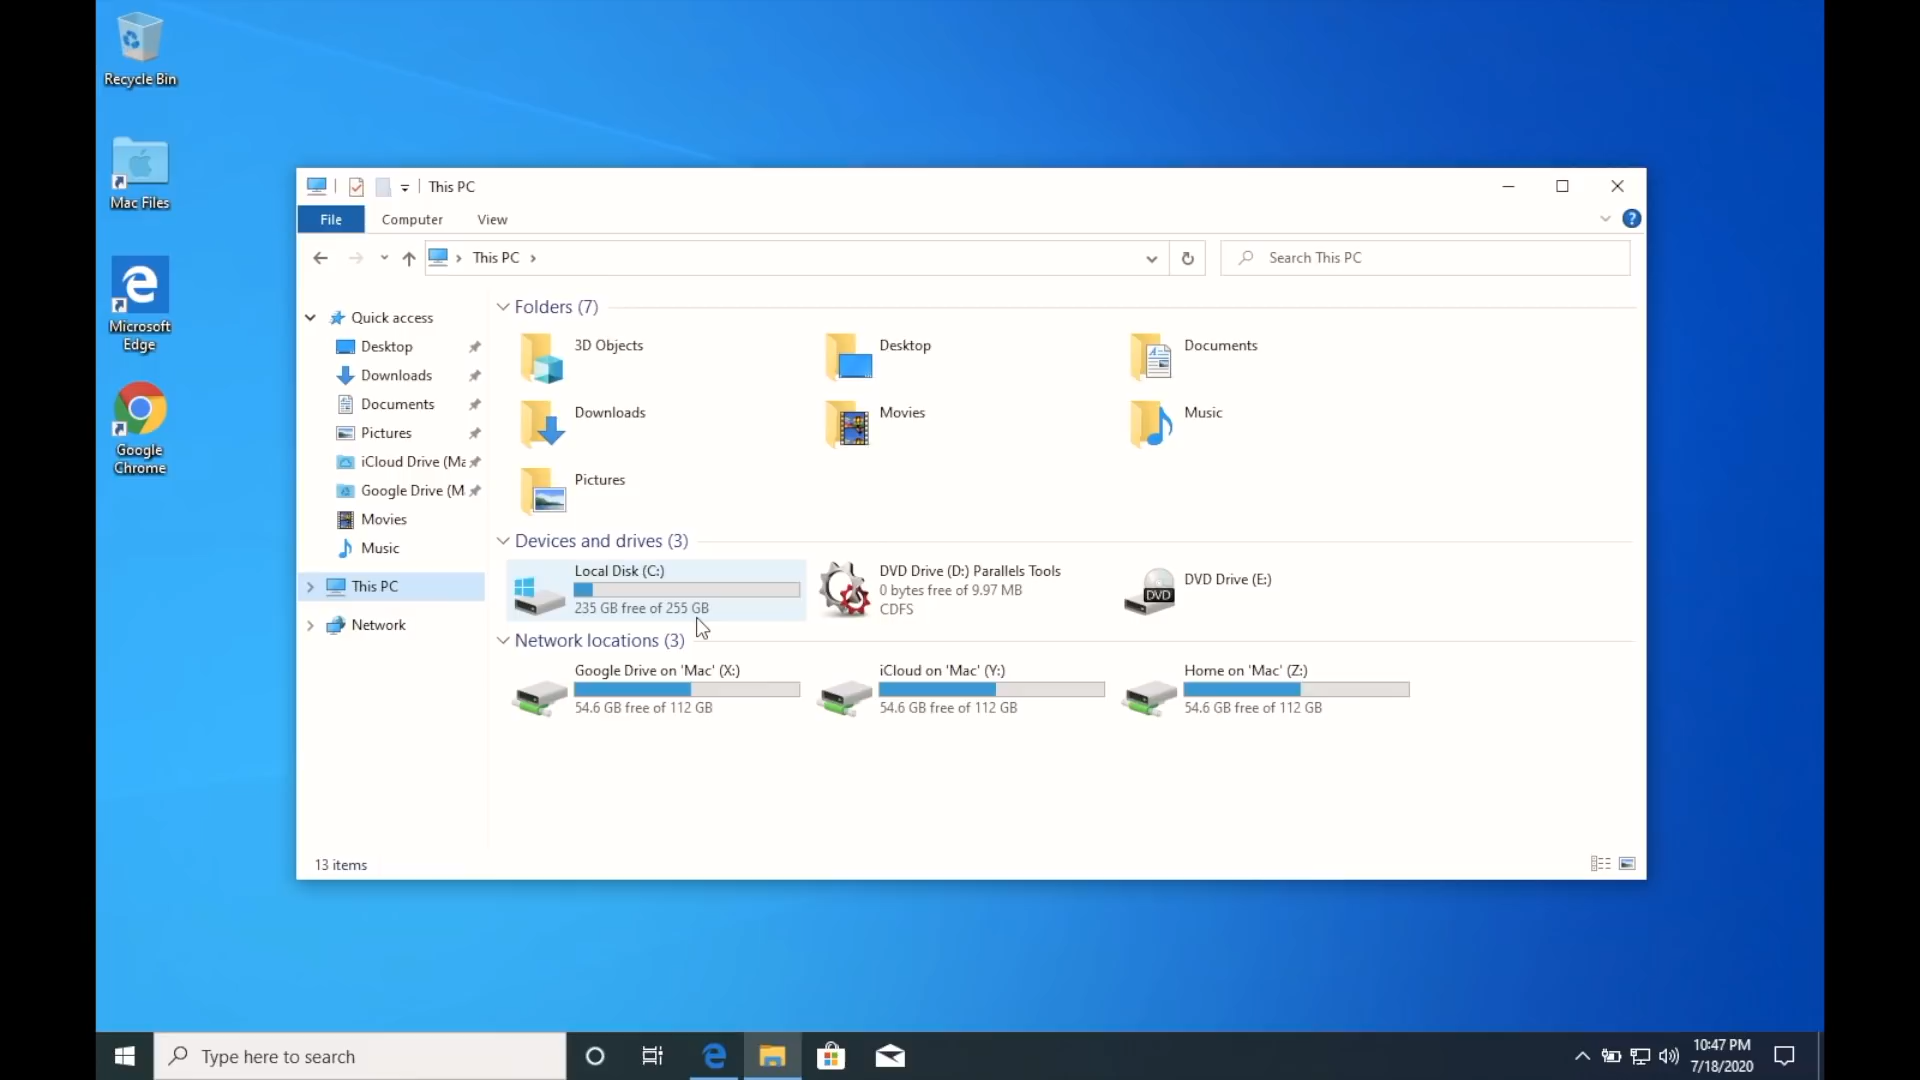 Recycle Bin
Mac Files
Microsoft
Edge
Google
Chrome
This PC
File
Computer
View
?
This PC
Search This PC
Quick access
Desktop
Downloads
Documents
Pictures
iCloud Drive (Ma
Google Drive (M
Movies
Music
This PC
Network
Folders (7)
3D Objects
Desktop
Documents
Downloads
Movies
Music
Pictures
Devices and drives (3)
Local Disk (C:)
235 GB free of 255 GB
DVD Drive (D:) Parallels Tools
0 bytes free of 9.97 MB
CDFS
DVD
DVD Drive (E:)
Network locations (3)
Google Drive on 'Mac' (X:)
54.6 GB free of 112 GB
iCloud on 'Mac' (Y:)
54.6 GB free of 112 GB
Home on 'Mac' (Z:)
54.6 GB free of 112 GB
13 items
Type here to search
10:47 PM
7/18/2020